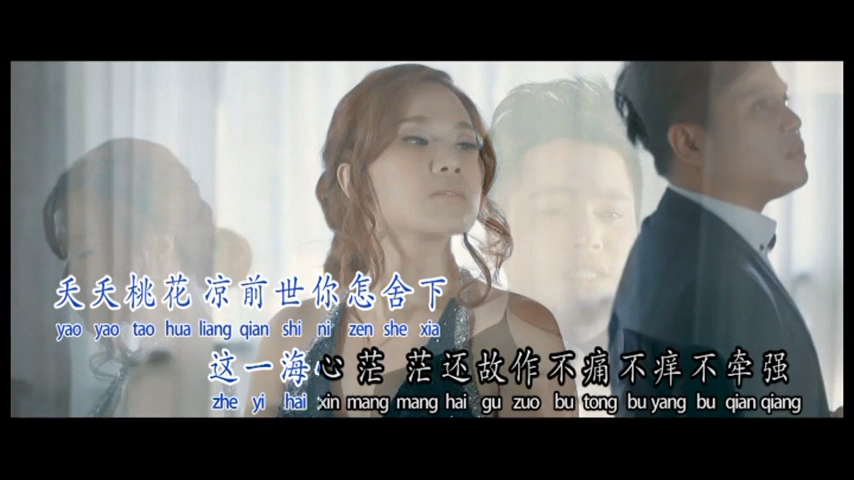 夭夭桃花 凉前世你怎舍下
yao yao tao hua liang qian shi ni zen she xia
这一海心茫 茫还故作不痛不痒不牵强
zhe yi hai xin mang mang hai gu zuo bu tong bu yang bu qian qiang